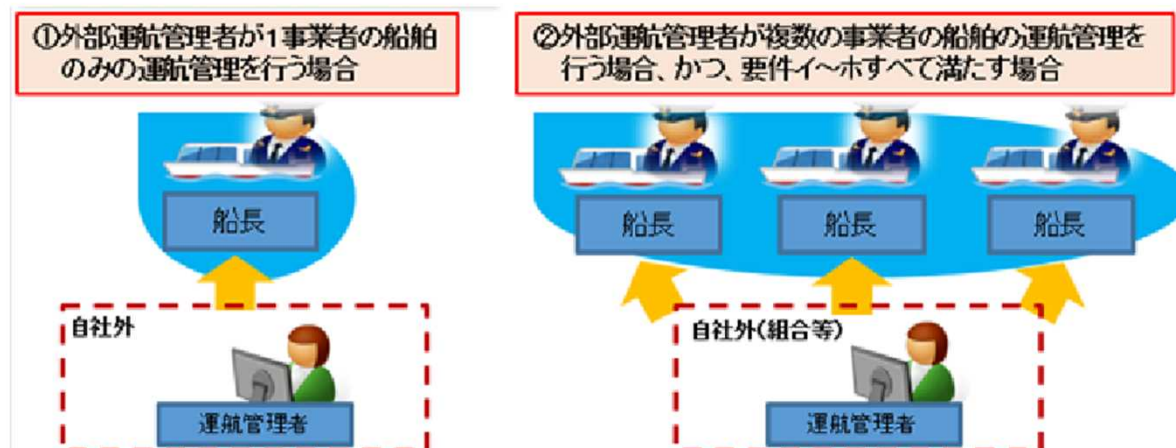 ①外部運航管理者が1事業者の船舶
のみの運航管理を行う場合
船長
自社外
運航管理者
②外部運航管理者が複数の事業者の船舶の運航管理を
行う場合、かつ、要件イ～ホすべて満たす場合
船長
船長
船長
自社外(組合等)
運航管理者